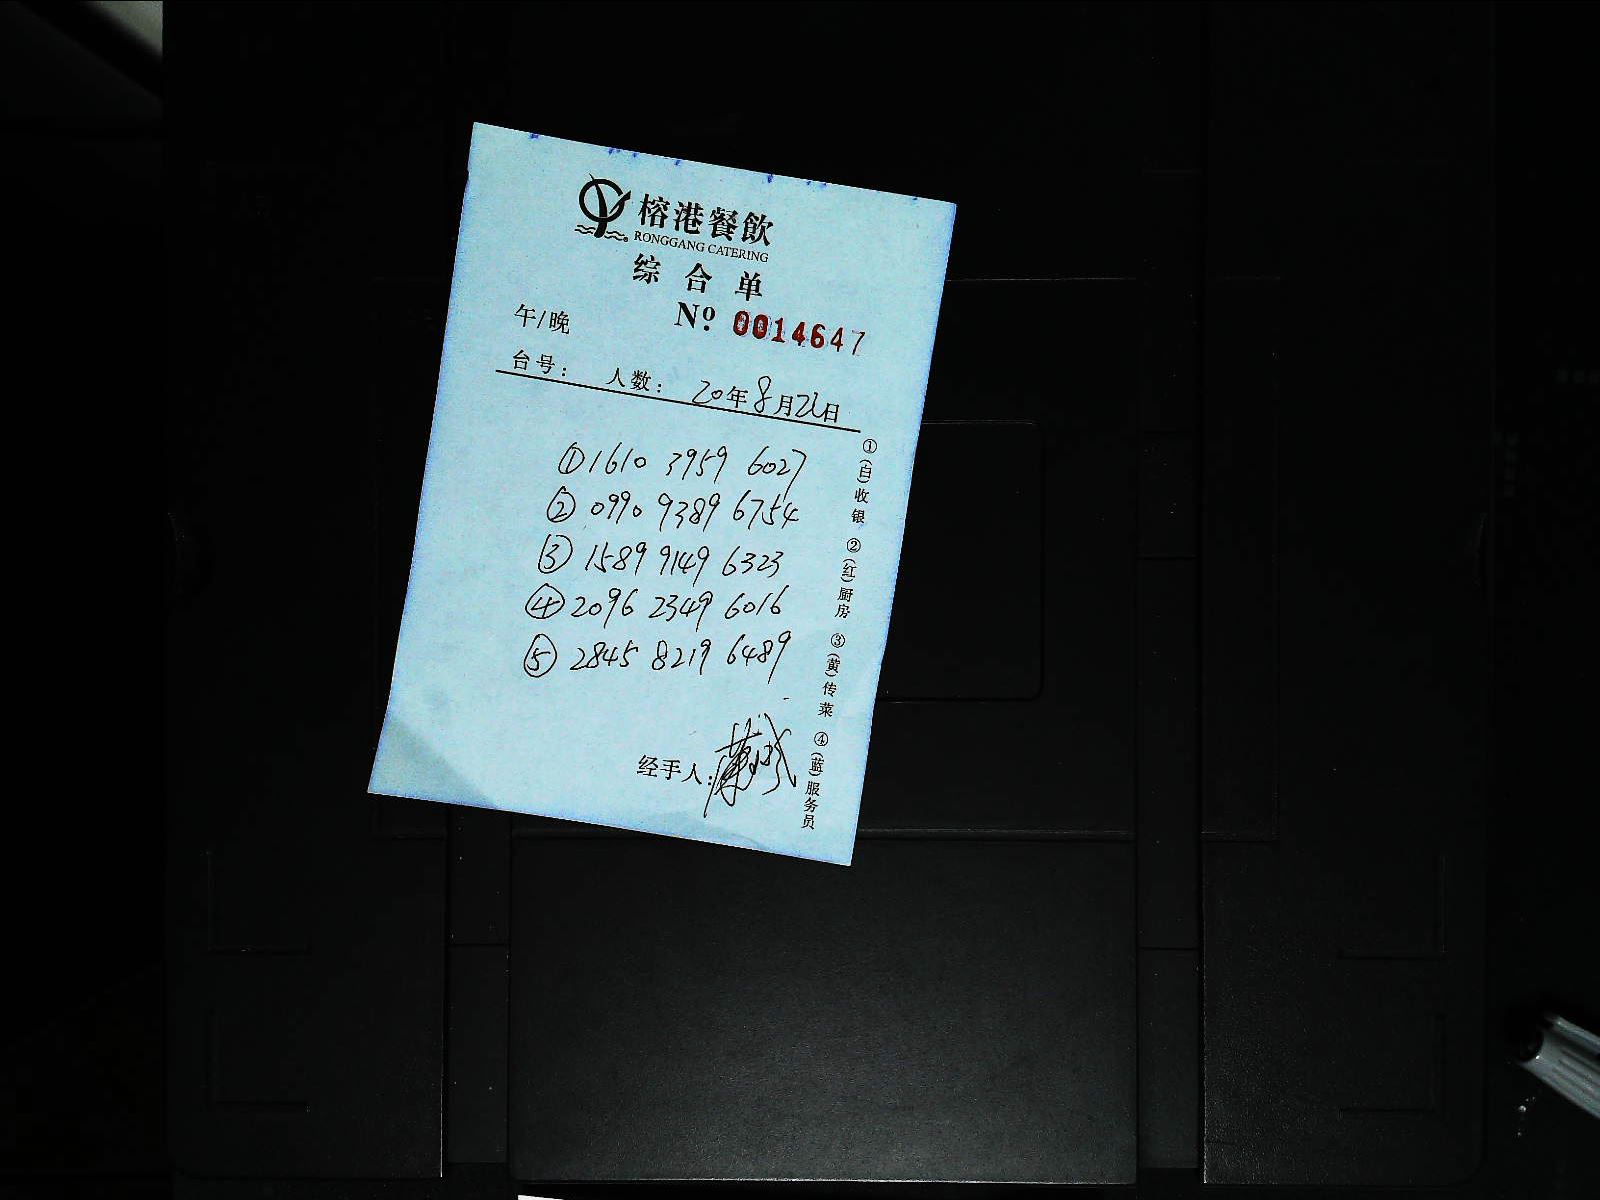 榕港餐飲
RONGGANG CATERING
综合单
午/晚 Nº. 0014647
台号： 人数： 20年8月21日
①1610 3959 6027
②0990 9389 6754
③1589 9149 6323
④2096 2349 6016
⑤2845 8219 6489
经手人：
①(白)收银 ②(红)厨房 ③(黄)传菜 ④(蓝)服务员